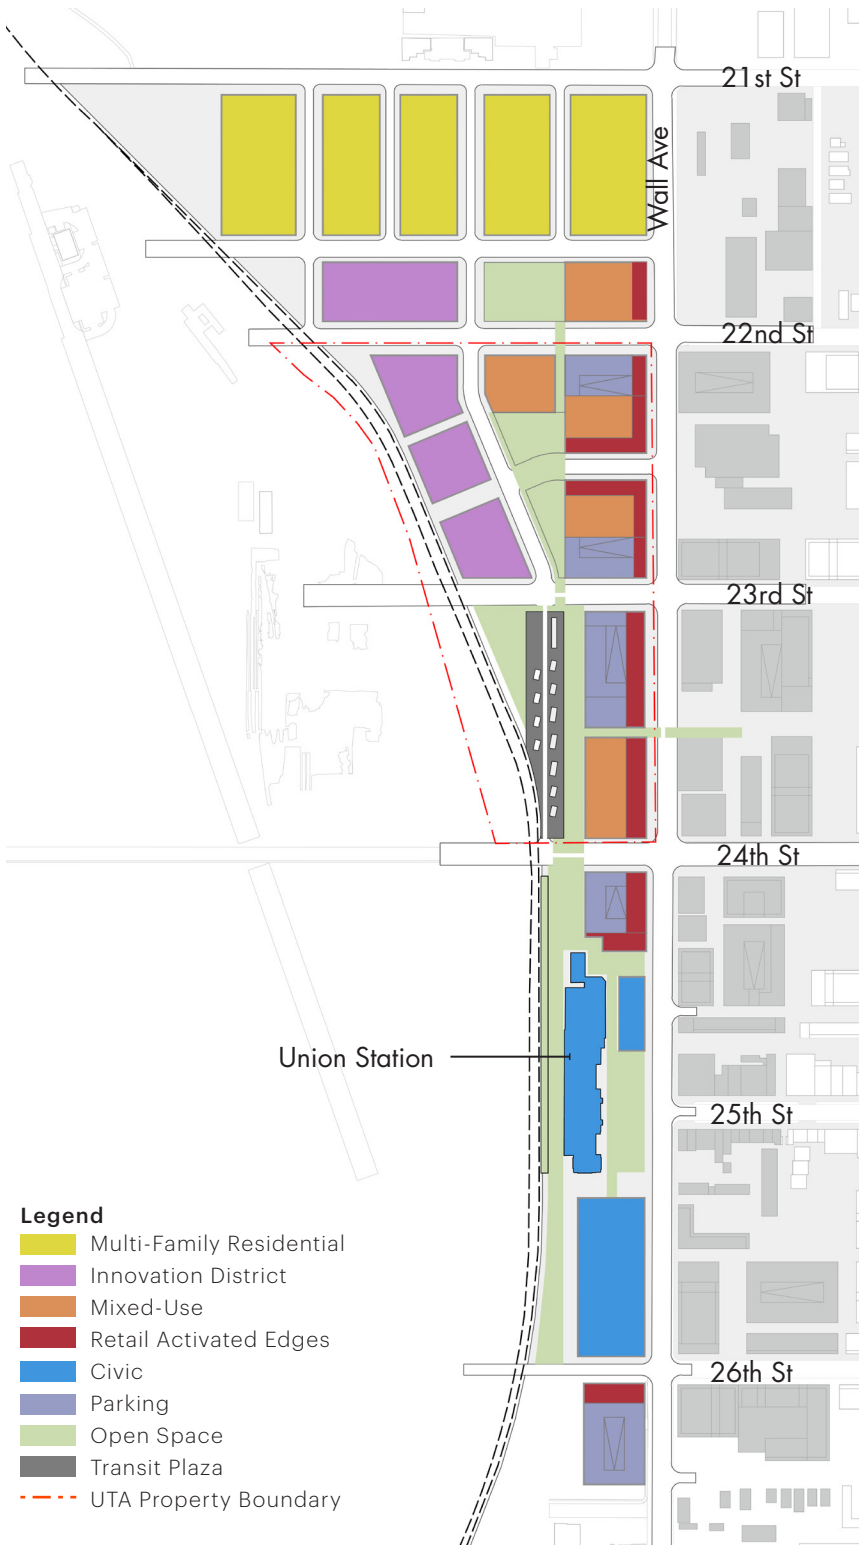 21st St
Wall Ave
22nd St
23rd St
24th St
Union Station
25th St
Legend
Multi-Family Residential
Innovation District
Mixed-Use
Retail Activated Edges
Civic
Parking
Open Space
Transit Plaza
UTA Property Boundary
26th St